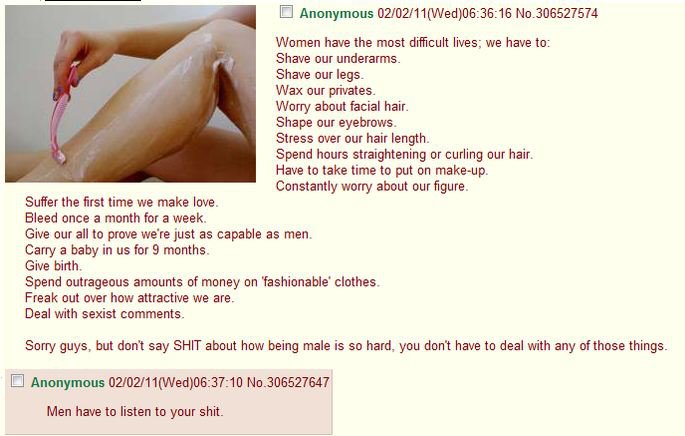 Anonymous 02/02/11(Wed)06:36:16 No.306527574
Women have the most difficult lives; we have to:
Shave our underarms.
Shave our legs.
Wax our privates.
Worry about facial hair.
Shape our eyebrows.
Stress over our hair length.
Spend hours straightening or curling our hair.
Have to take time to put on make-up.
Constantly worry about our figure.
Suffer the first time we make love.
Bleed once a month for a week.
Give our all to prove we're just as capable as men.
Carry a baby in us for 9 months.
Give birth.
Spend outrageous amounts of money on 'fashionable' clothes.
Freak out over how attractive we are.
Deal with sexist comments.
Sorry guys, but don't say SHIT about how being male is so hard, you don't have to deal with any of those things.
Anonymous 02/02/11(Wed)06:37:10 No.306527647
Men have to listen to your shit.